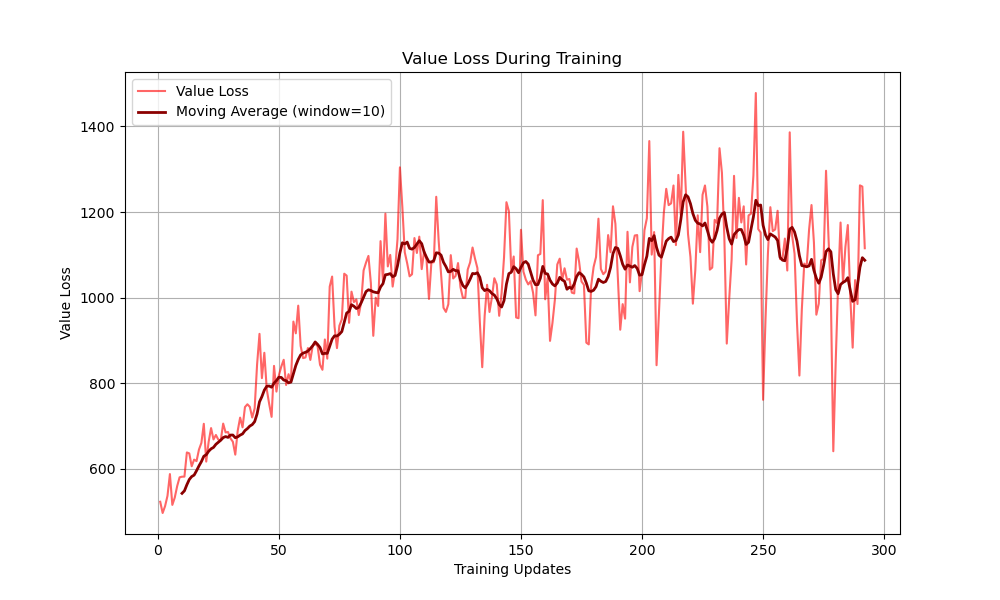 Value Loss During Training
Value Loss
Moving Average (window=10)
1400
1200
1000
800
600
Value Loss
0 50 100 150 200 250 300
Training Updates